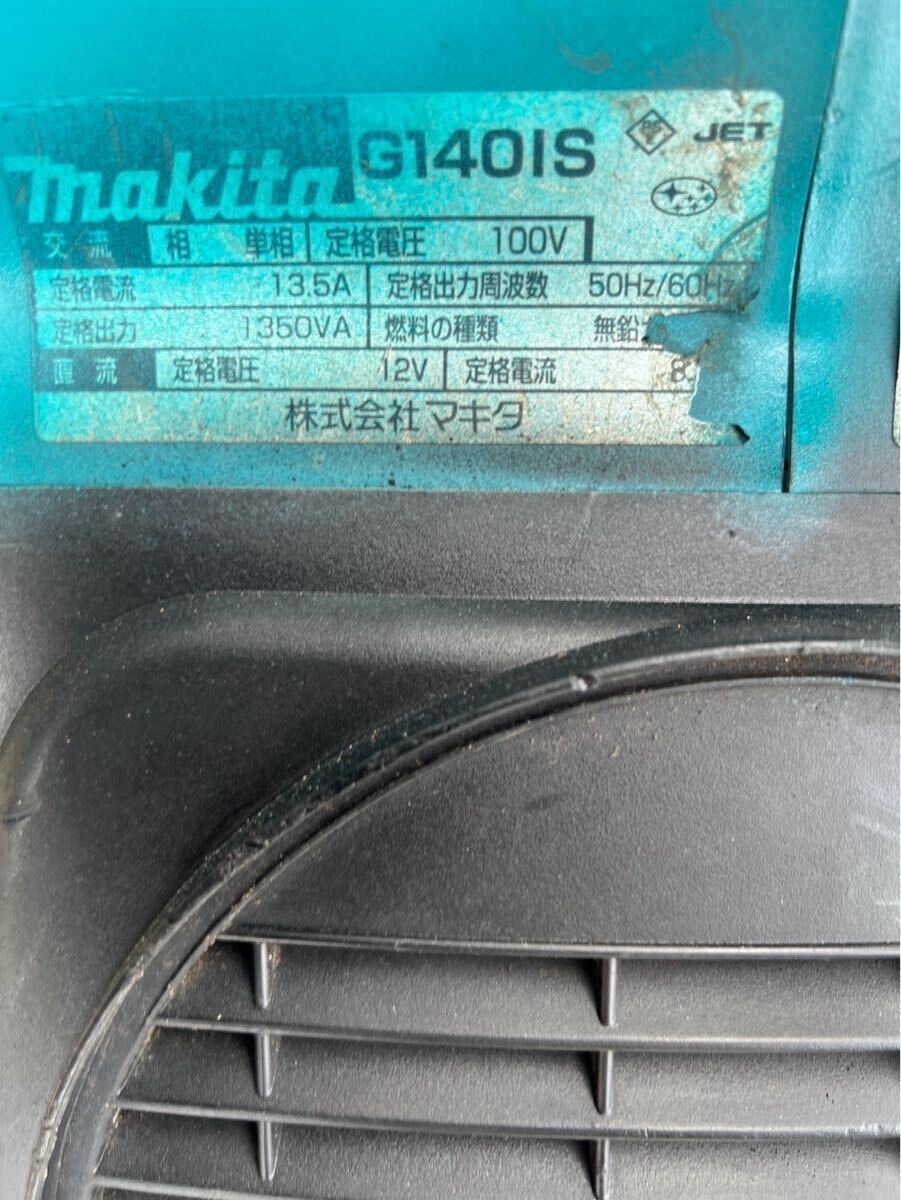 makita G140IS PS E JET
交流 相 単相 定格電圧 100V
定格電流 13.5A 定格出力周波数 50Hz/60Hz
定格出力 1350VA 燃料の種類 無鉛
直流 定格電圧 12V 定格電流 8
株式会社マキタ